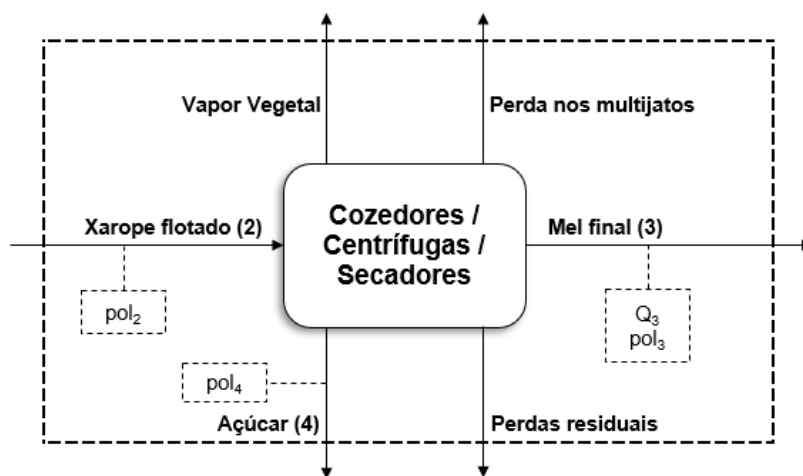 Vapor Vegetal
Perda nos multijatos
Xarope flotado (2)
Cozedores /
Centrífugas /
Secadores
Mel final (3)
pol₂
Q₃
pol₃
pol₄
Açúcar (4)
Perdas residuais